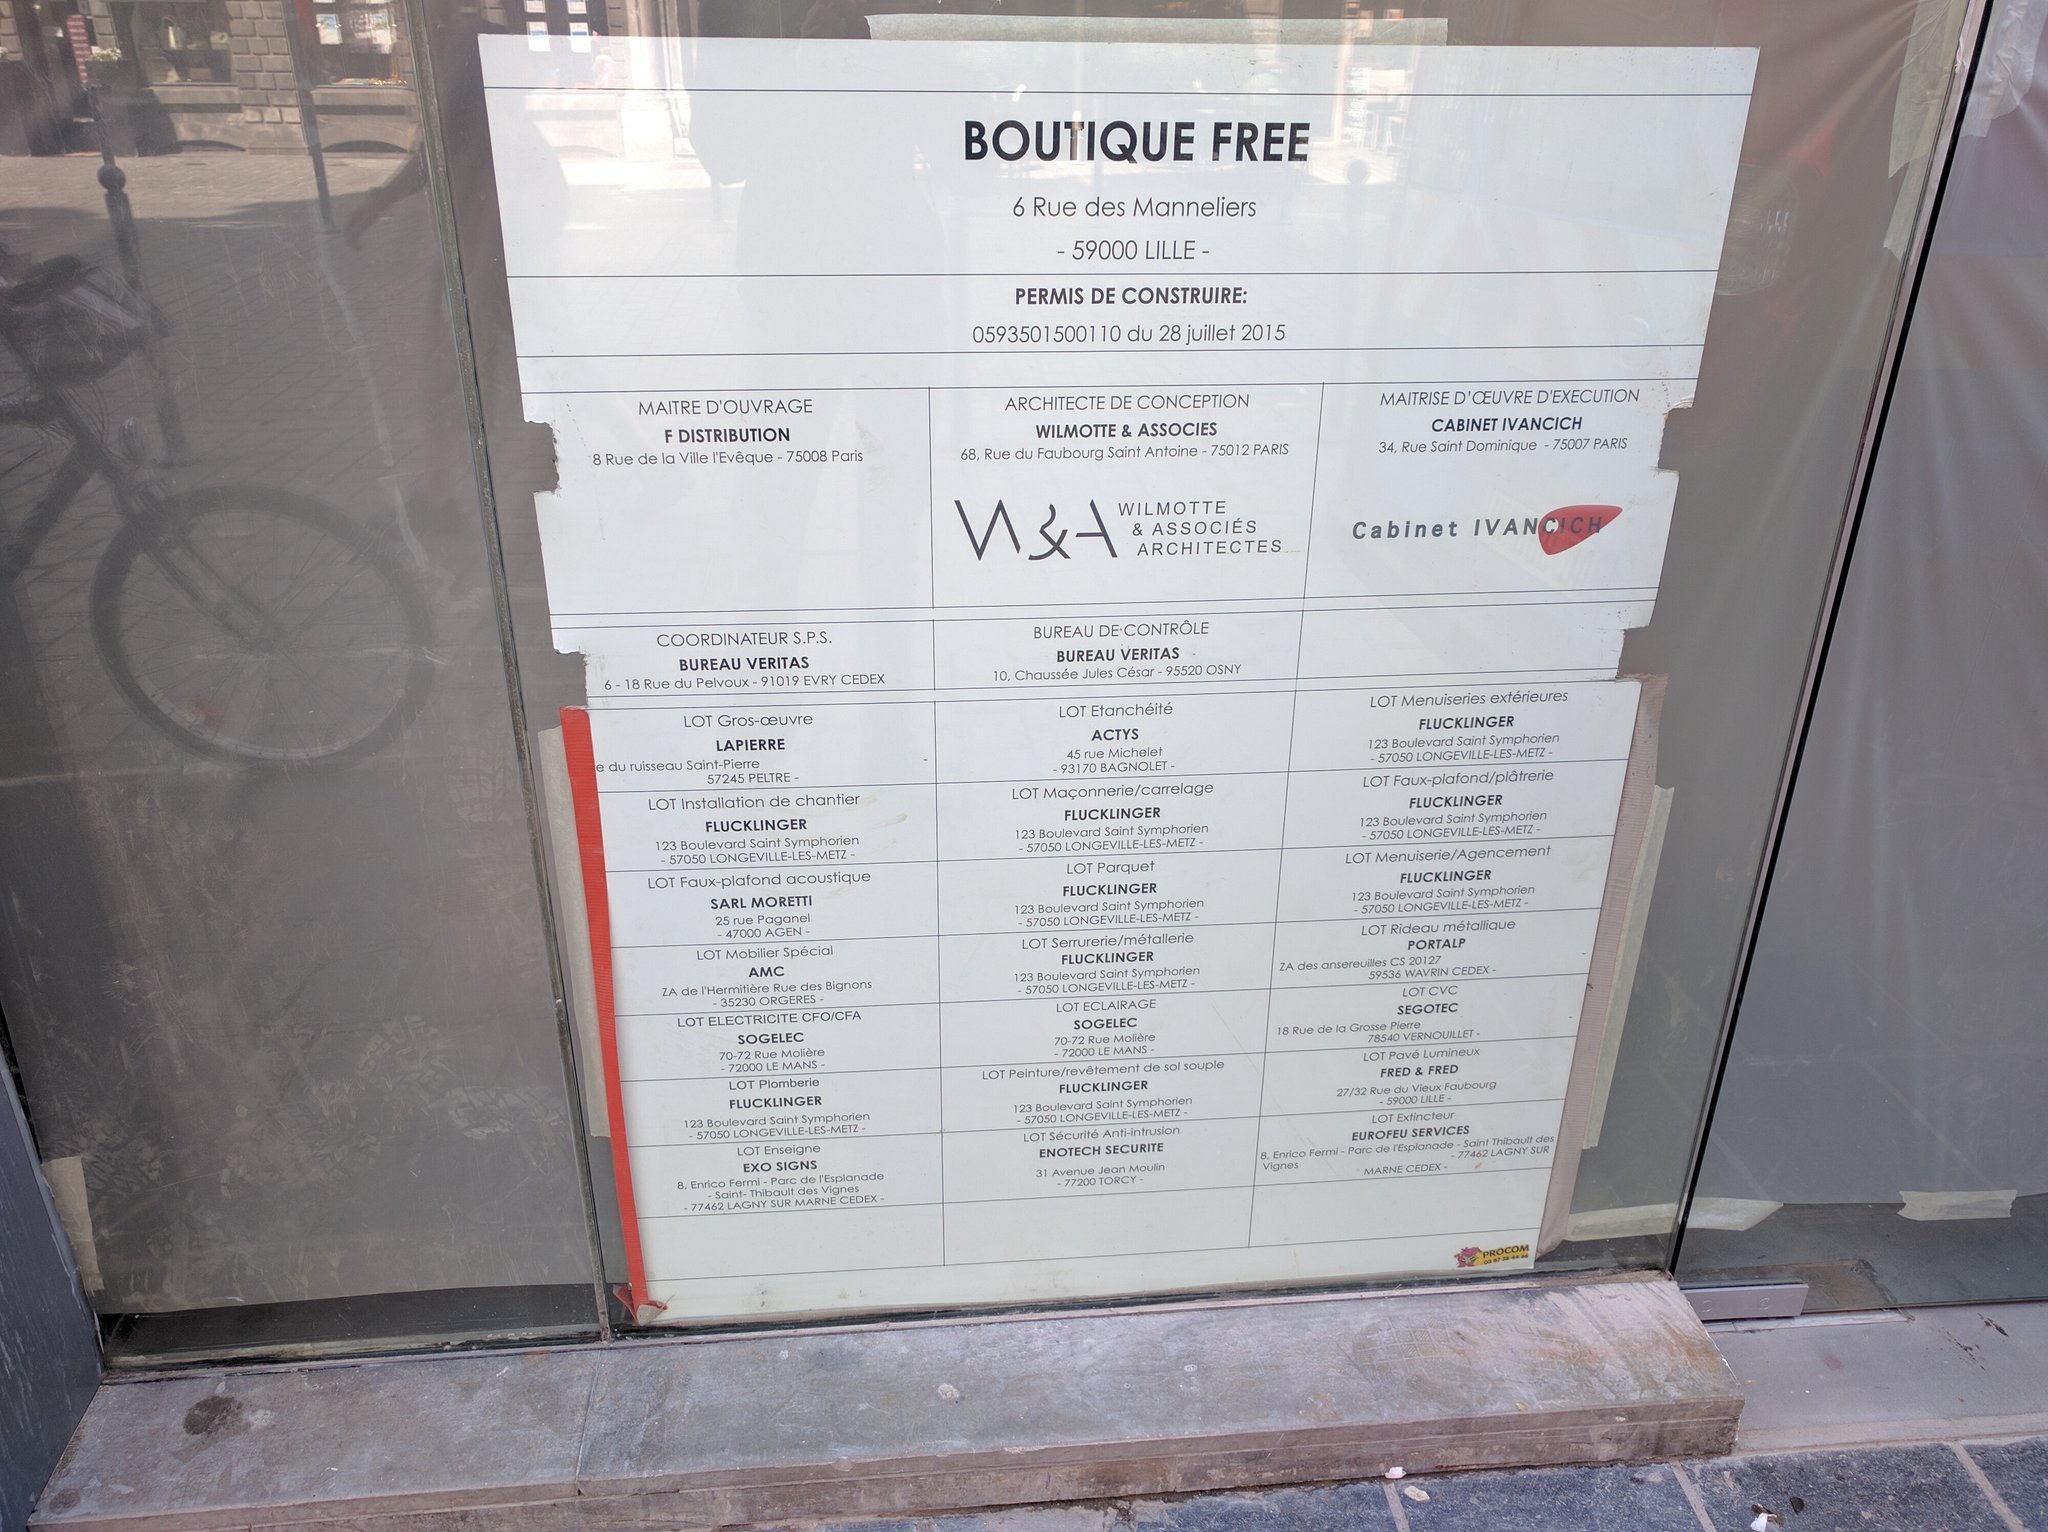 BOUTIQUE FREE
6 Rue des Manneliers
- 59000 LILLE -
PERMIS DE CONSTRUIRE:
0593501500110 du 28 juillet 2015
MAITRE D'OUVRAGE
F DISTRIBUTION
8 Rue de la Ville l'Evêque - 75008 Paris
ARCHITECTE DE CONCEPTION
WILMOTTE & ASSOCIES
68, Rue du Faubourg Saint Antoine - 75012 PARIS
W&A WILMOTTE
& ASSOCIÉS
ARCHITECTES
MAITRISE D'ŒUVRE D'EXECUTION
CABINET IVANCICH
34, Rue Saint Dominique - 75007 PARIS
Cabinet IVANCICH
COORDINATEUR S.P.S.
BUREAU VERITAS
6 - 18 Rue du Pelvoux - 91019 EVRY CEDEX
BUREAU DE CONTRÔLE
BUREAU VERITAS
10, Chaussée Jules César - 95520 OSNY
LOT Gros-œuvre
LAPIERRE
e du ruisseau Saint-Pierre -
57245 PELTRE -
LOT Etanchéité
ACTYS
45 rue Michelet
- 93170 BAGNOLET -
LOT Menuiseries extérieures
FLUCKLINGER
123 Boulevard Saint Symphorien
- 57050 LONGEVILLE-LES-METZ -
LOT Installation de chantier
FLUCKLINGER
123 Boulevard Saint Symphorien
- 57050 LONGEVILLE-LES-METZ -
LOT Maçonnerie/carrelage
FLUCKLINGER
123 Boulevard Saint Symphorien
- 57050 LONGEVILLE-LES-METZ -
LOT Faux-plafond/plâtrerie
FLUCKLINGER
123 Boulevard Saint Symphorien
- 57050 LONGEVILLE-LES-METZ -
LOT Faux-plafond acoustique
SARL MORETTI
25 rue Paganel
- 47000 AGEN -
LOT Parquet
FLUCKLINGER
123 Boulevard Saint Symphorien
- 57050 LONGEVILLE-LES-METZ -
LOT Menuiserie/Agencement
FLUCKLINGER
123 Boulevard Saint Symphorien
- 57050 LONGEVILLE-LES-METZ -
LOT Mobilier Spécial
AMC
ZA de l'Hermitière Rue des Bignons
- 35230 ORGERES -
LOT Serrurerie/métallerie
FLUCKLINGER
123 Boulevard Saint Symphorien
- 57050 LONGEVILLE-LES-METZ -
LOT Rideau métallique
PORTALP
ZA des ansereuilles CS 20127 -
59536 WAVRIN CEDEX -
LOT ELECTRICITE CFO/CFA
SOGELEC
70-72 Rue Molière
- 72000 LE MANS -
LOT ECLAIRAGE
SOGELEC
70-72 Rue Molière
- 72000 LE MANS -
LOT CVC
SEGOTEC
18 Rue de la Grosse Pierre -
78540 VERNOUILLET -
LOT Plomberie
FLUCKLINGER
123 Boulevard Saint Symphorien
- 57050 LONGEVILLE-LES-METZ -
LOT Peinture/revêtement de sol souple
FLUCKLINGER
123 Boulevard Saint Symphorien
- 57050 LONGEVILLE-LES-METZ -
LOT Pavé Lumineux
FRED & FRED
27/32 Rue du Vieux Faubourg
- 59000 LILLE -
LOT Enseigne
EXO SIGNS
8, Enrico Fermi - Parc de l'Esplanade
- Saint- Thibault des Vignes
- 77462 LAGNY SUR MARNE CEDEX -
LOT Sécurité Anti-intrusion
ENOTECH SECURITE
31 Avenue Jean Moulin
- 77200 TORCY -
LOT Extincteur
EUROFEU SERVICES
8, Enrico Fermi - Parc de l'Esplanade - Saint Thibault des
Vignes - 77462 LAGNY SUR
MARNE CEDEX -
PROCOM